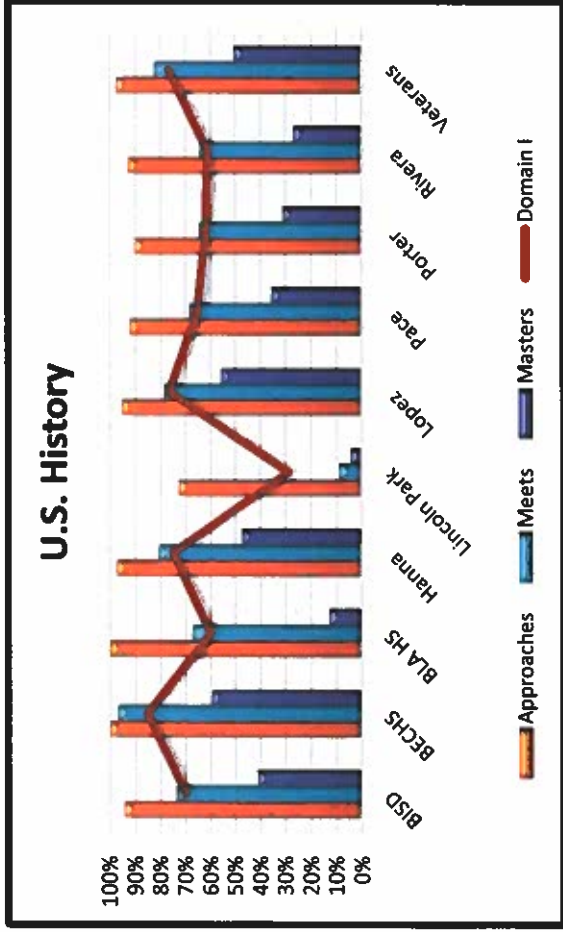 U.S. History
100%
90%
80%
70%
60%
50%
40%
30%
20%
10%
0%
BISD
BECHS
BLA HS
Hanna
Lincoln Park
Lopez
Pace
Porter
Rivera
Veterans
Approaches Meets Masters Domain I